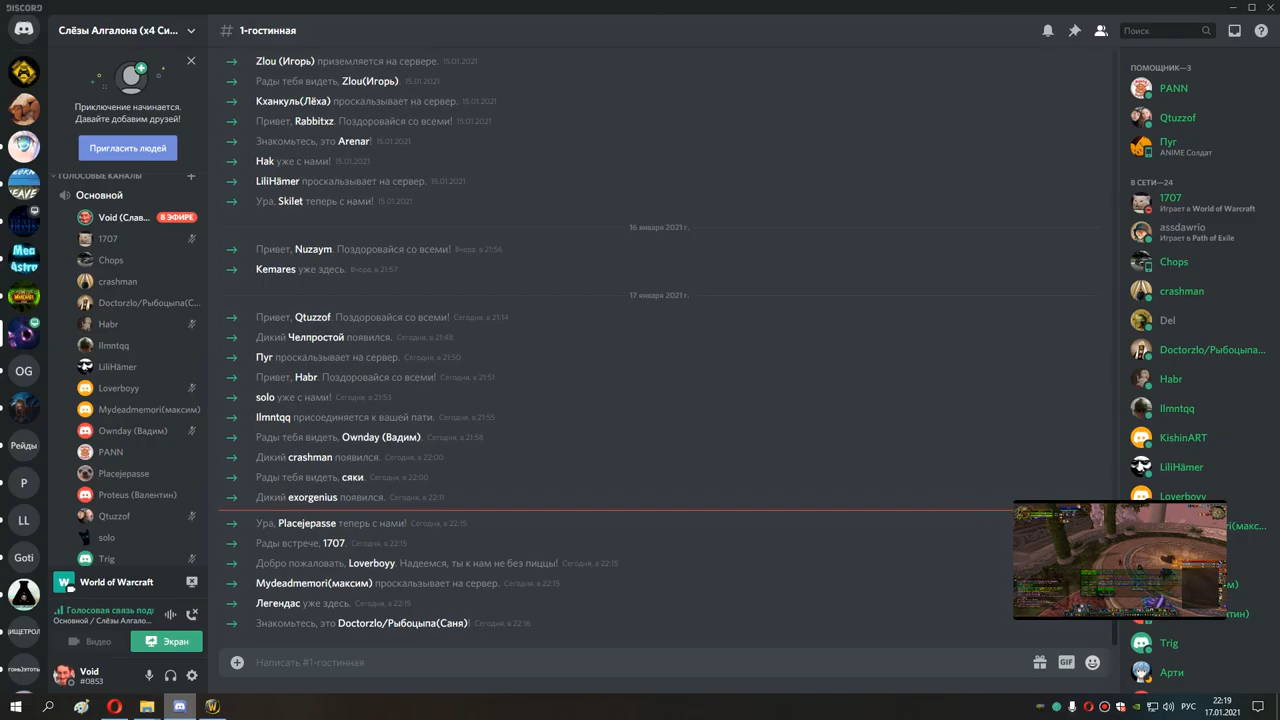 DISCORD
Слёзы Алгалона (x4 Си...
Приключение начинается.
Давайте добавим друзей!
Пригласить людей
ГОЛОСОВЫЕ КАНАЛЫ
Основной
Void (Слав...
В ЭФИРЕ
1707
Chops
crashman
Doctorzlo/Рыбоцыпа(С...
Habr
Ilmntqq
LiliHämer
Loverboyy
Mydeadmemori(максим)
Ownday (Вадим)
PANN
Placejepasse
Proteus (Валентин)
Qtuzzof
solo
Trig
OG
Рейды
P
LL
Goti
World of Warcraft
Основной / Слёзы Алгало...
Видео
Экран
Void
#0853
1-гостинная
Zlou (Игорь) приземляется на сервере. 15.01.2021
Рады тебя видеть, Zlou(Игорь). 15.01.2021
Кханкуль(Лёха) проскальзывает на сервер. 15.01.2021
Привет, Rabbitxz. Поздоровайся со всеми! 15.01.2021
Знакомьтесь, это Arenar! 15.01.2021
Hak уже с нами! 15.01.2021
LiliHämer проскальзывает на сервер. 15.01.2021
Ура, Skilet теперь с нами! 15.01.2021
16 января 2021 г.
Привет, Nuzaym. Поздоровайся со всеми! Вчера, в 21:56
Kemares уже здесь. Вчера, в 21:57
17 января 2021 г.
Привет, Qtuzzof. Поздоровайся со всеми! Сегодня, в 21:14
Дикий Челпростой появился. Сегодня, в 21:48
Пуг проскальзывает на сервер. Сегодня, в 21:50
Привет, Habr. Поздоровайся со всеми! Сегодня, в 21:51
solo уже с нами! Сегодня, в 21:53
Ilmntqq присоединяется к вашей пати. Сегодня, в 21:55
Рады тебя видеть, Ownday (Вадим). Сегодня, в 21:58
Дикий crashman появился. Сегодня, в 22:00
Рады тебя видеть, сяки. Сегодня, в 22:00
Дикий exorgenius появился. Сегодня, в 22:11
Ура, Placejepasse теперь с нами! Сегодня, в 22:15
Рады встрече, 1707. Сегодня, в 22:15
Добро пожаловать, Loverboyy. Надеемся, ты к нам не без пиццы! Сегодня, в 22:15
Mydeadmemori(максим) проскальзывает на сервер. Сегодня, в 22:15
Легендас уже здесь. Сегодня, в 22:15
Знакомьтесь, это Doctorzlo/Рыбоцыпа(Саня)! Сегодня, в 22:16
Написать #1-гостинная
GIF
Поиск
ПОМОЩНИК—3
PANN
Qtuzzof
Пуг
ANIME Солдат
В СЕТИ—24
1707
Играет в World of Warcraft
assdawrio
Играет в Path of Exile
Chops
crashman
Del
Doctorzlo/Рыбоцыпа...
Habr
Ilmntqq
KishinART
LiliHämer
Loverboyy
Trig
Арти
РУС
22:19
17.01.2021